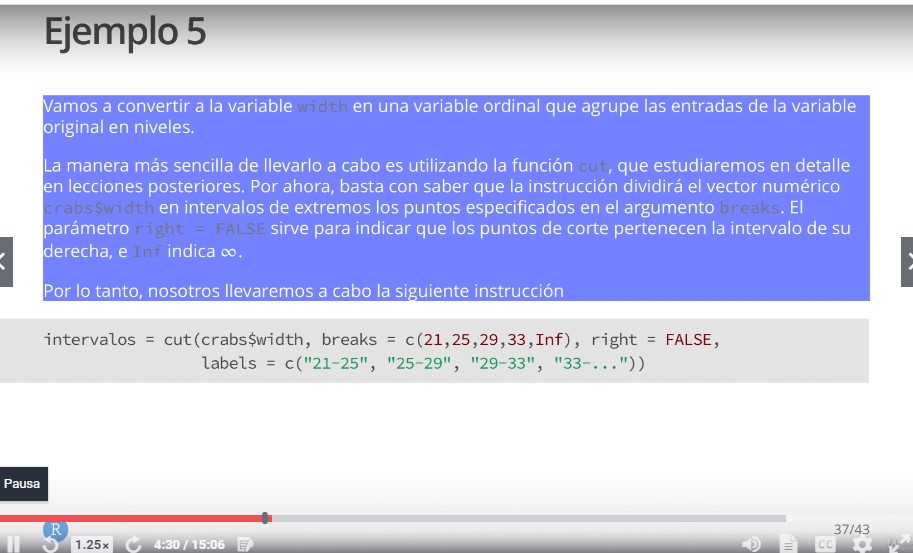 Ejemplo 5
Vamos a convertir a la variable width en una variable ordinal que agrupe las entradas de la variable
original en niveles.
La manera más sencilla de llevarlo a cabo es utilizando la función cut, que estudiaremos en detalle
en lecciones posteriores. Por ahora, basta con saber que la instrucción dividirá el vector numérico
crabs$width en intervalos de extremos los puntos especificados en el argumento breaks. El
parámetro right = FALSE sirve para indicar que los puntos de corte pertenecen la intervalo de su
derecha, e Inf indica ∞.
Por lo tanto, nosotros llevaremos a cabo la siguiente instrucción
intervalos = cut(crabs$width, breaks = c(21,25,29,33,Inf), right = FALSE,
labels = c("21-25", "25-29", "29-33", "33-..."))
Pausa
37/43
R
1.25×
4:30 / 15:06
CC